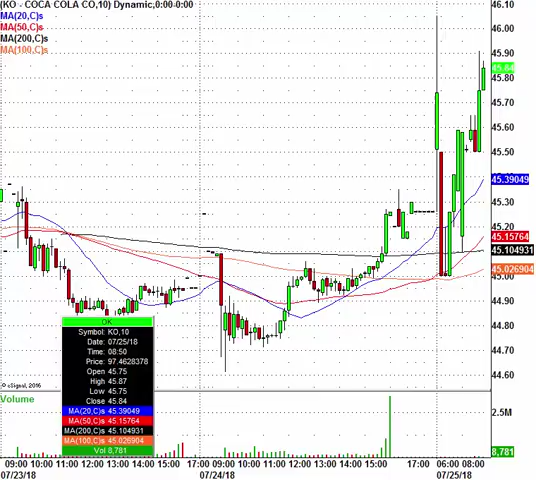 (KO - COCA COLA CO,10) Dynamic,0:00-0:00
MA(20,C)s
MA(50,C)s
MA(200,C)s
MA(100,C)s
46.10
46.00
45.90
45.84
45.80
45.70
45.60
45.50
45.40
45.39049
45.30
45.20
45.15764
45.104931
45.026904
45.00
44.90
44.80
44.70
44.60
OK
Symbol: KO,10
Date: 07/25/18
Time: 08:50
Price: 97.4628378
Open 45.75
High 45.87
Low 45.75
Close 45.84
MA(20,C)s 45.39049
MA(50,C)s 45.15764
MA(200,C)s 45.104931
MA(100,C)s 45.026904
Vol 8,781
© eSignal, 2016
Volume
2.5M
8,781
09:00 10:00 11:00 12:00 13:00 14:00 15:00 17:00 09:00 10:00 11:00 12:00 13:00 14:00 15:00 17:00 06:00 08:00
07/23/18 07/24/18 07/25/18